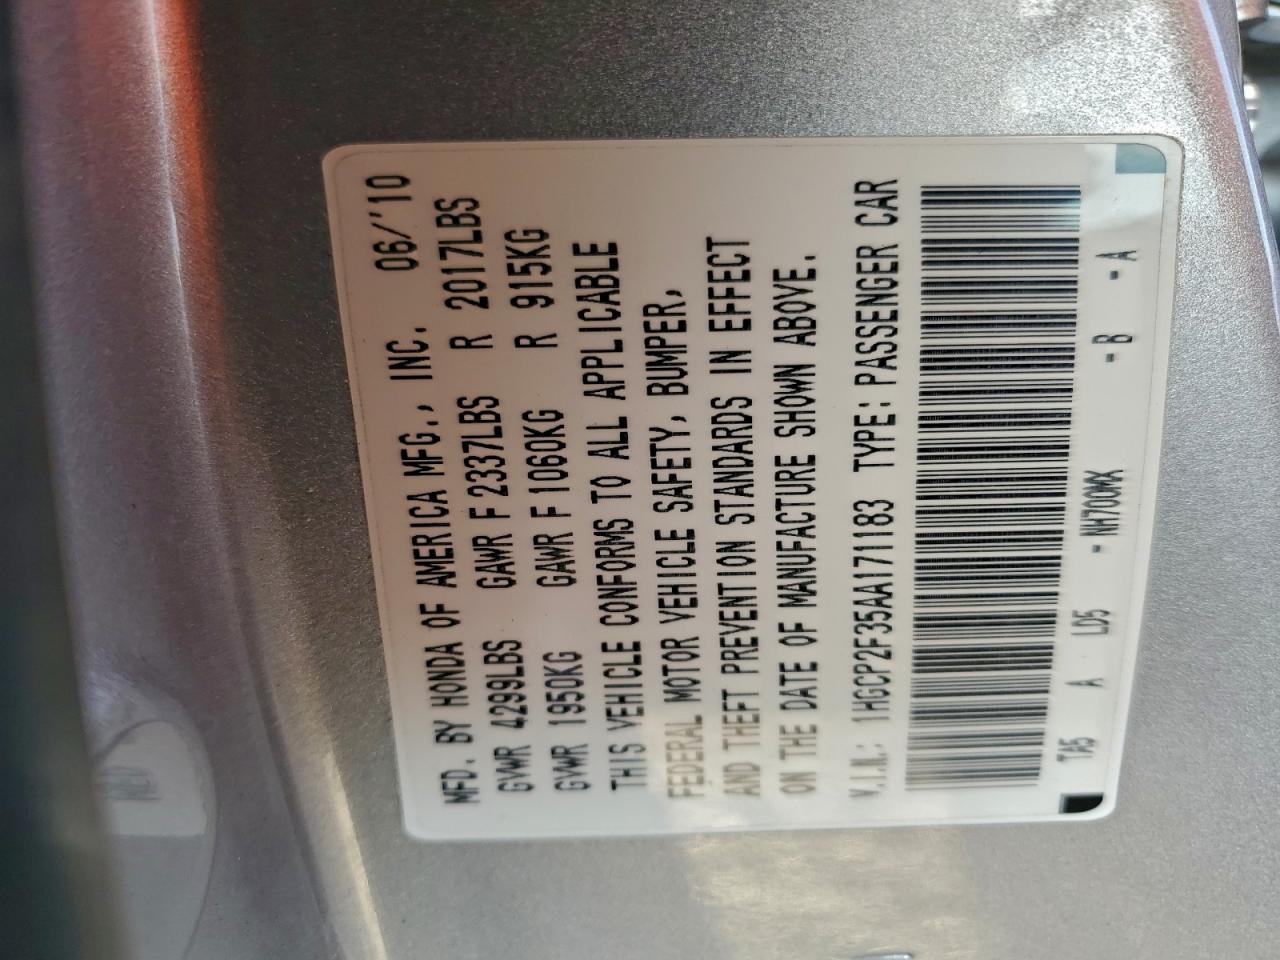 MFD. BY HONDA OF AMERICA MFG., INC. 06/'10
GVWR 4299LBS GAWR F 2337LBS R 2017LBS
GVWR 1950KG GAWR F 1060KG R 915KG
THIS VEHICLE CONFORMS TO ALL APPLICABLE
FEDERAL MOTOR VEHICLE SAFETY, BUMPER,
AND THEFT PREVENTION STANDARDS IN EFFECT
ON THE DATE OF MANUFACTURE SHOWN ABOVE.
V.I.N.: 1HGCP2F35AA171183 TYPE: PASSENGER CAR
TA5 A LD5 - NH700MX - B - A